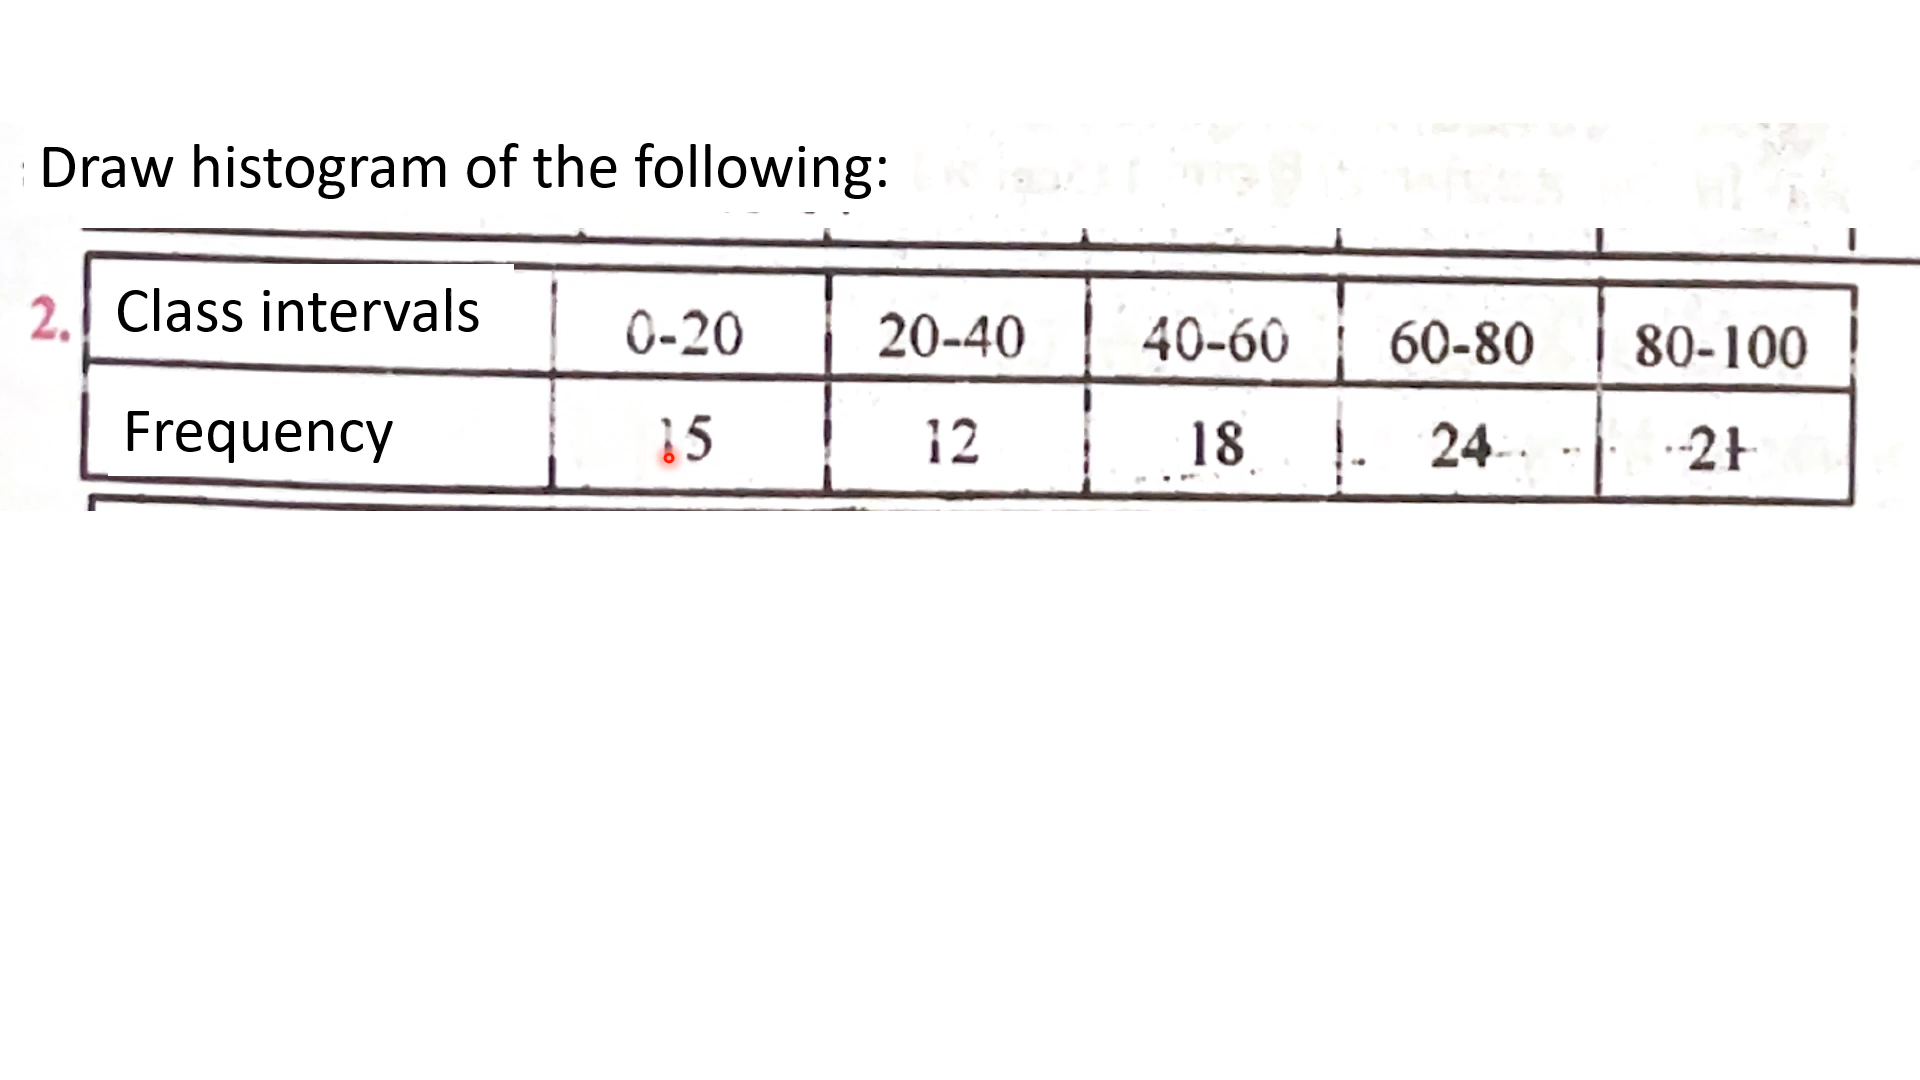 Draw histogram of the following:
2. Class intervals 0-20 20-40 40-60 60-80 80-100
Frequency 15 12 18 24 21